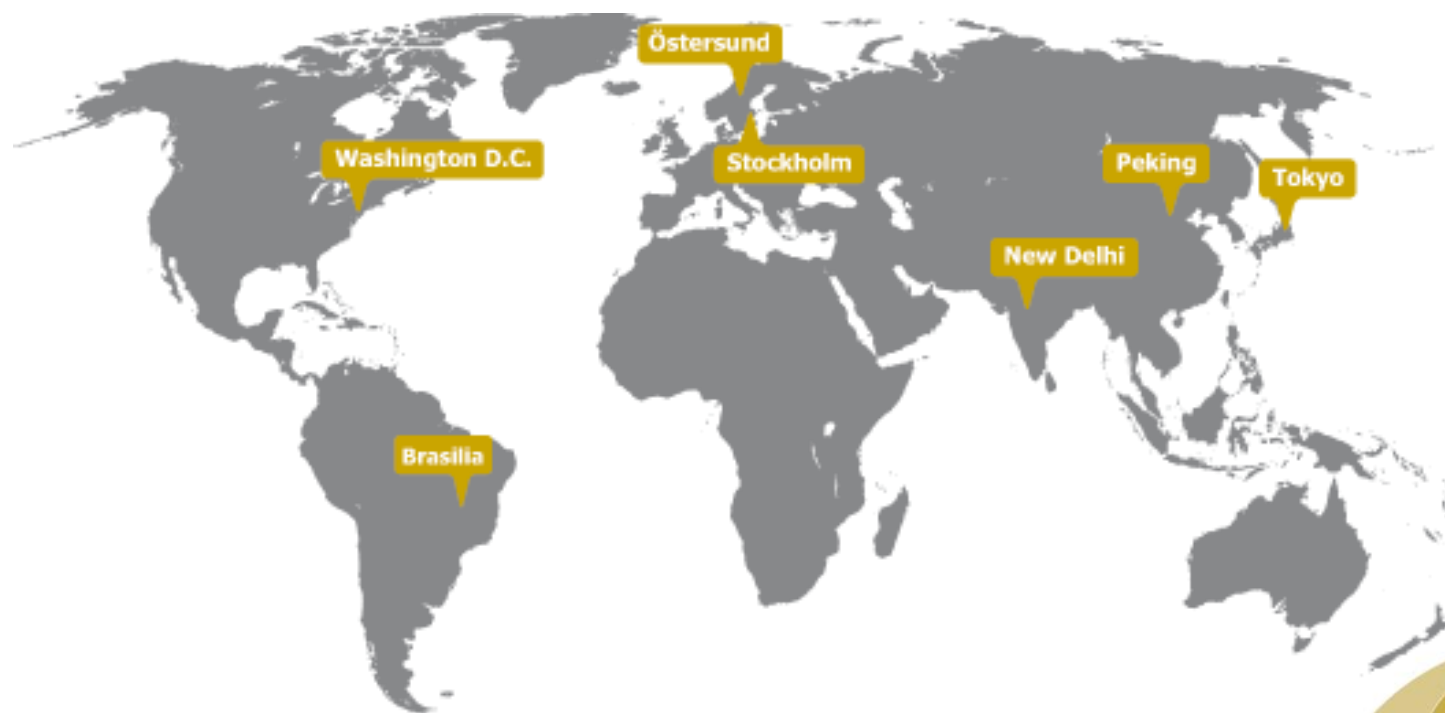 Östersund
Washington D.C.
Stockholm
Peking
Tokyo
New Delhi
Brasilia